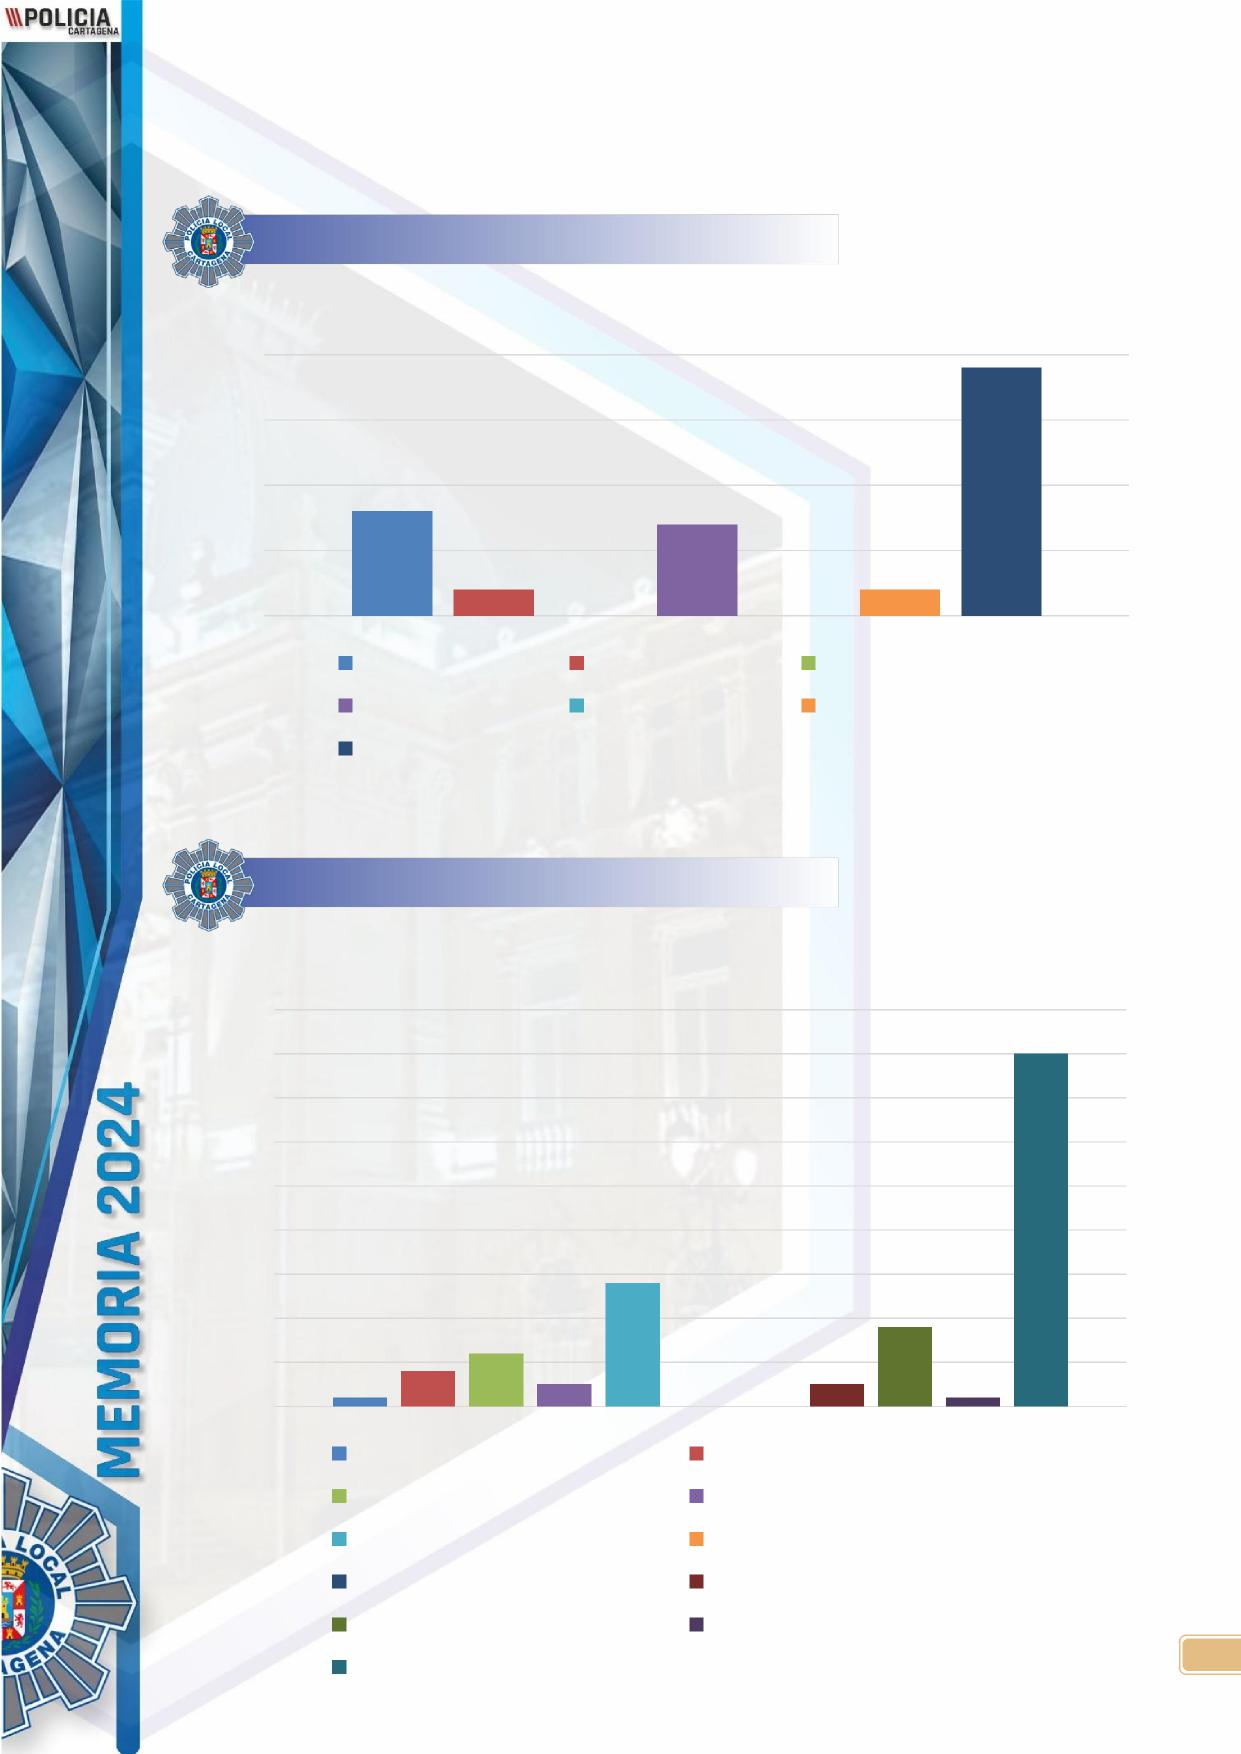 POLICIA
CARTAGENA
POLICIA LOCAL
CARTAGENA
POLICIA LOCAL
CARTAGENA
MEMORIA 2024
A LOCAL
AGENA